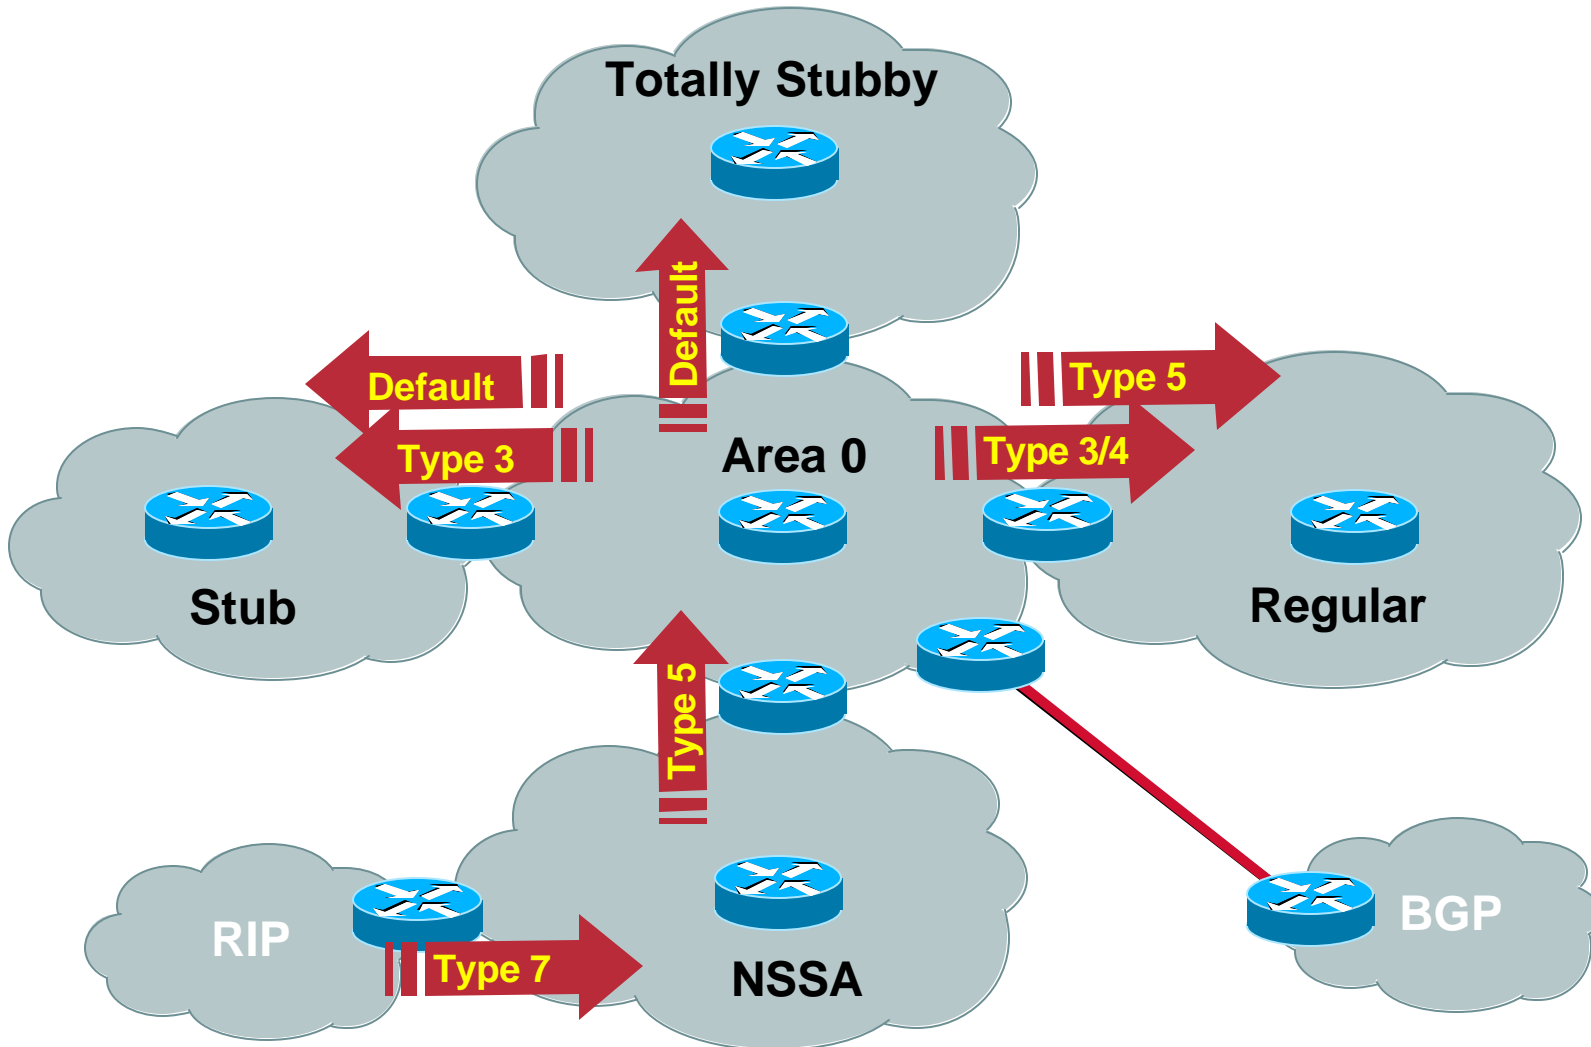 Totally Stubby
Default
Default
Type 5
Type 3
Area 0
Type 3/4
Stub
Regular
Type 5
RIP
BGP
Type 7
NSSA